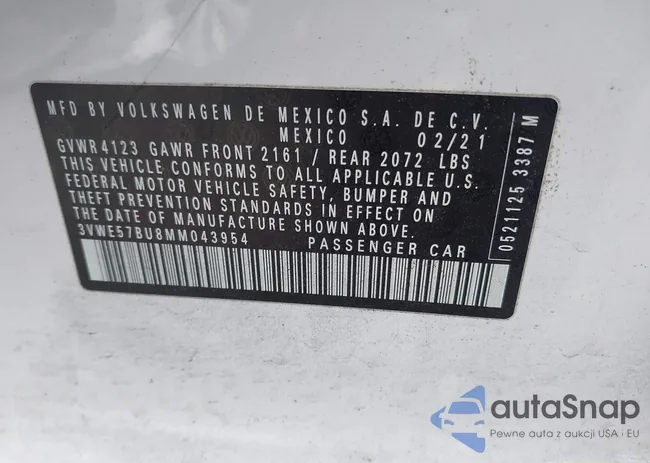 MFD BY VOLKSWAGEN DE MEXICO S.A. DE C.V.
MEXICO 02/21
GVWR 4123 GAWR FRONT 2161 / REAR 2072 LBS
THIS VEHICLE CONFORMS TO ALL APPLICABLE U.S.
FEDERAL MOTOR VEHICLE SAFETY, BUMPER AND
THEFT PREVENTION STANDARDS IN EFFECT ON
THE DATE OF MANUFACTURE SHOWN ABOVE.
3VWE57BU8MM043954 PASSENGER CAR
0521125 3387 M
autaSnap
Pewne auta z aukcji USA i EU